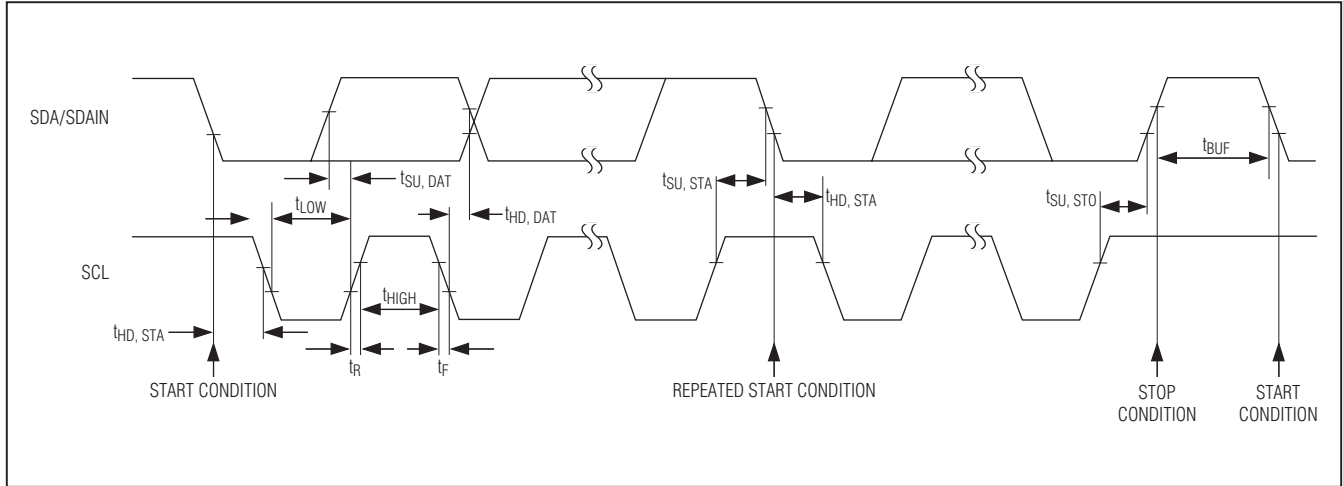 SDA/SDAIN
tSU, DAT
tLOW
tHD, DAT
tSU, STA
tHD, STA
tBUF
tSU, STO
SCL
tHIGH
tHD, STA
tR
tF
START CONDITION
REPEATED START CONDITION
STOP
CONDITION
START
CONDITION